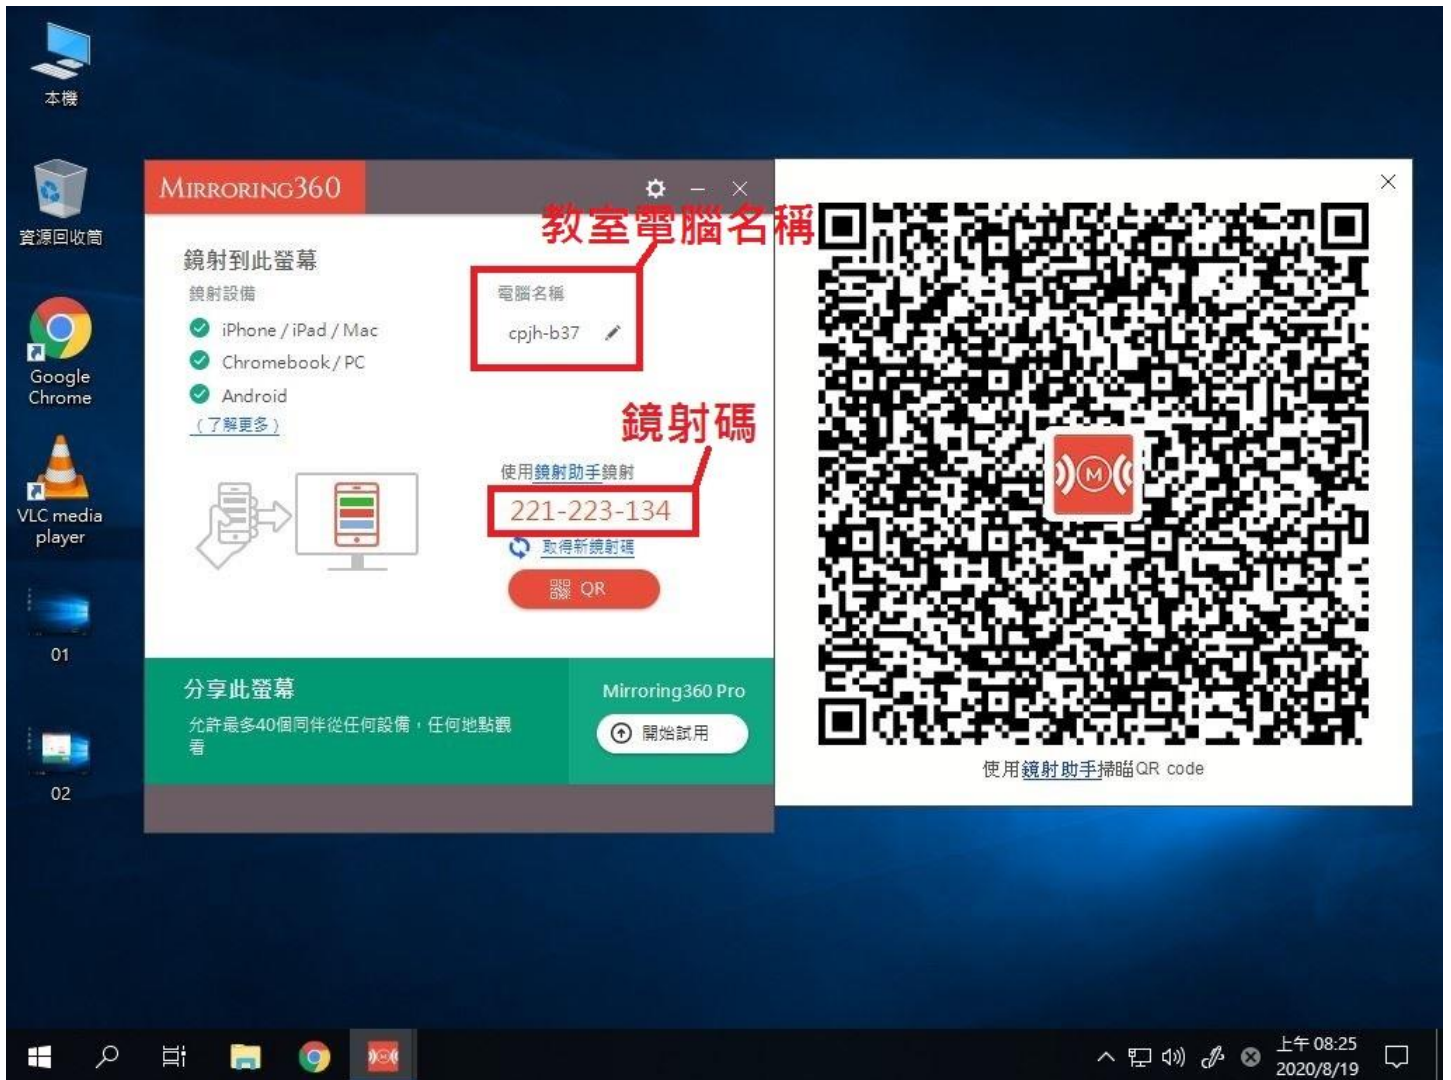 本機
資源回收筒
Google
Chrome
VLC media
player
01
02
MIRRORING360
教室電腦名稱
鏡射到此螢幕
鏡射設備
iPhone / iPad / Mac
Chromebook / PC
Android
(了解更多)
電腦名稱
cpjh-b37
鏡射碼
使用鏡射助手鏡射
221-223-134
取得新鏡射碼
QR
分享此螢幕
允許最多40個同伴從任何設備，任何地點觀
看
Mirroring360 Pro
開始試用
M
使用鏡射助手掃瞄QR code
上午 08:25
2020/8/19